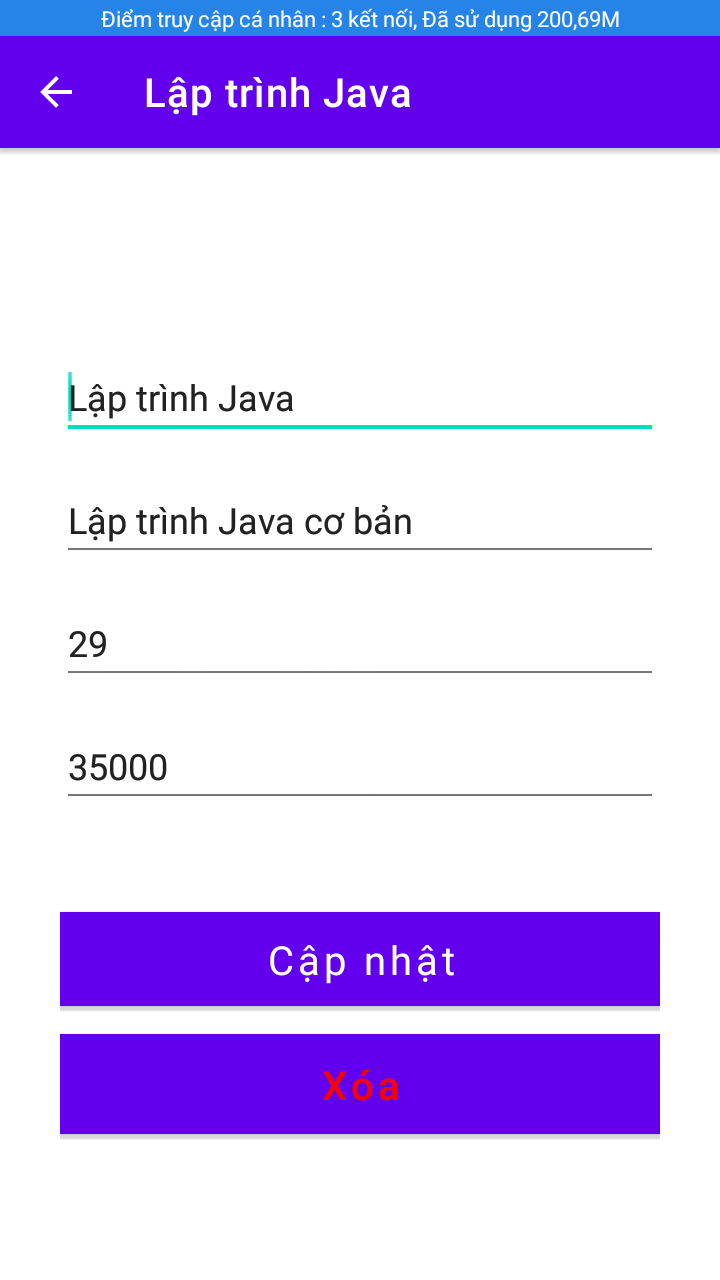 Điểm truy cập cá nhân : 3 kết nối, Đã sử dụng 200,69M
Lập trình Java
Lập trình Java
Lập trình Java cơ bản
29
35000
Cập nhật
Xóa